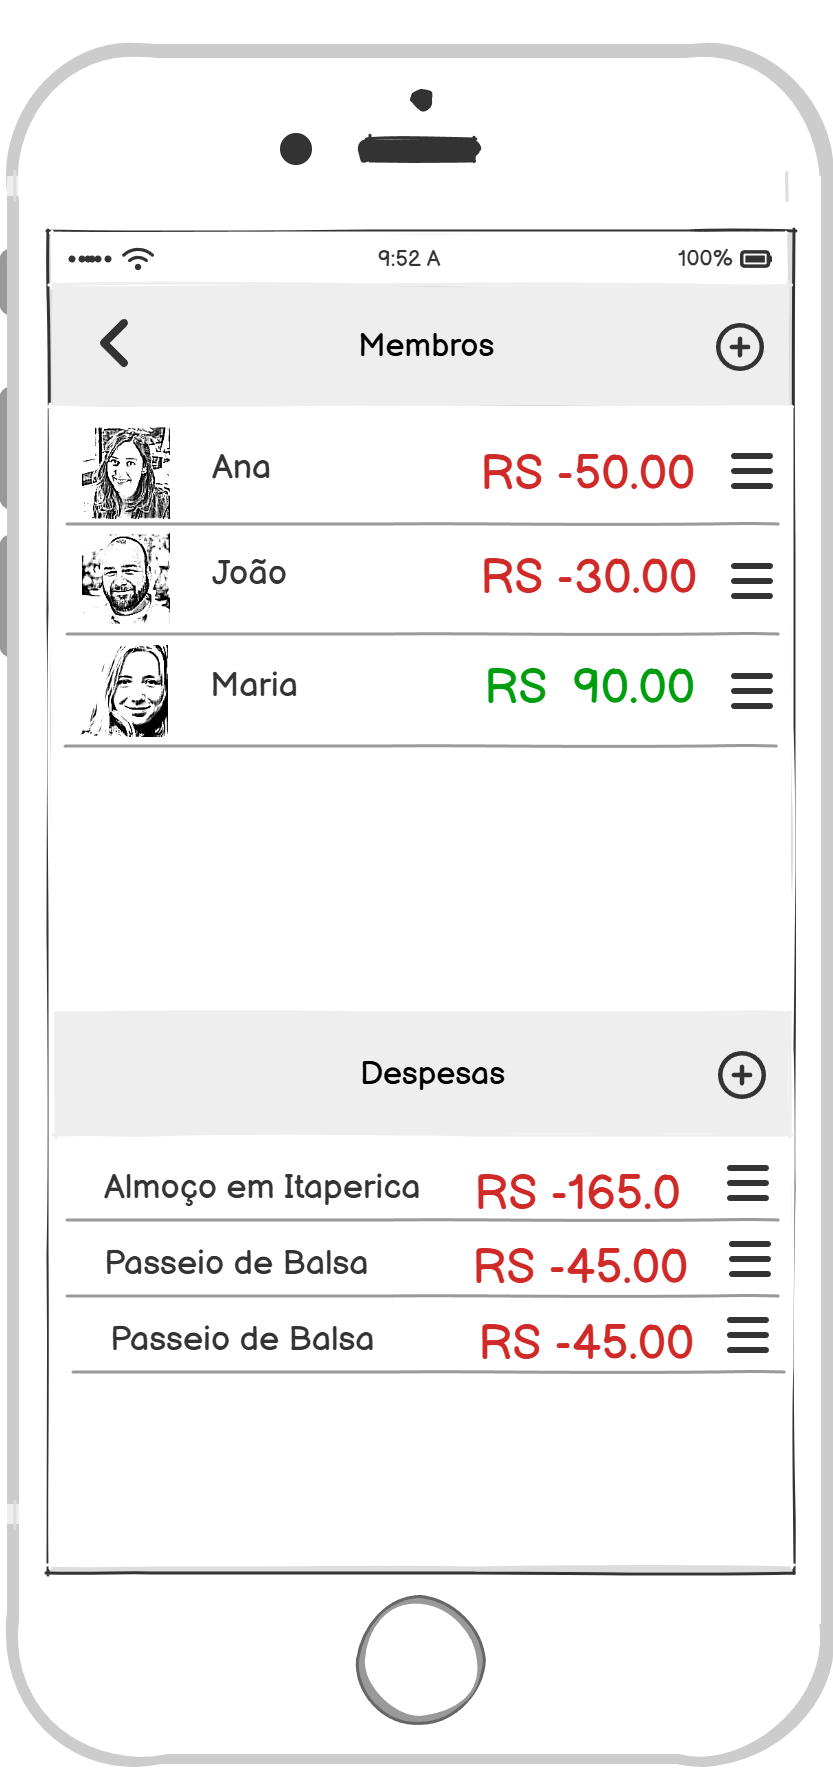 9:52 A 100%
Membros
Ana RS -50.00
João RS -30.00
Maria RS 90.00
Despesas
Almoço em Itaperica RS -165.0
Passeio de Balsa RS -45.00
Passeio de Balsa RS -45.00